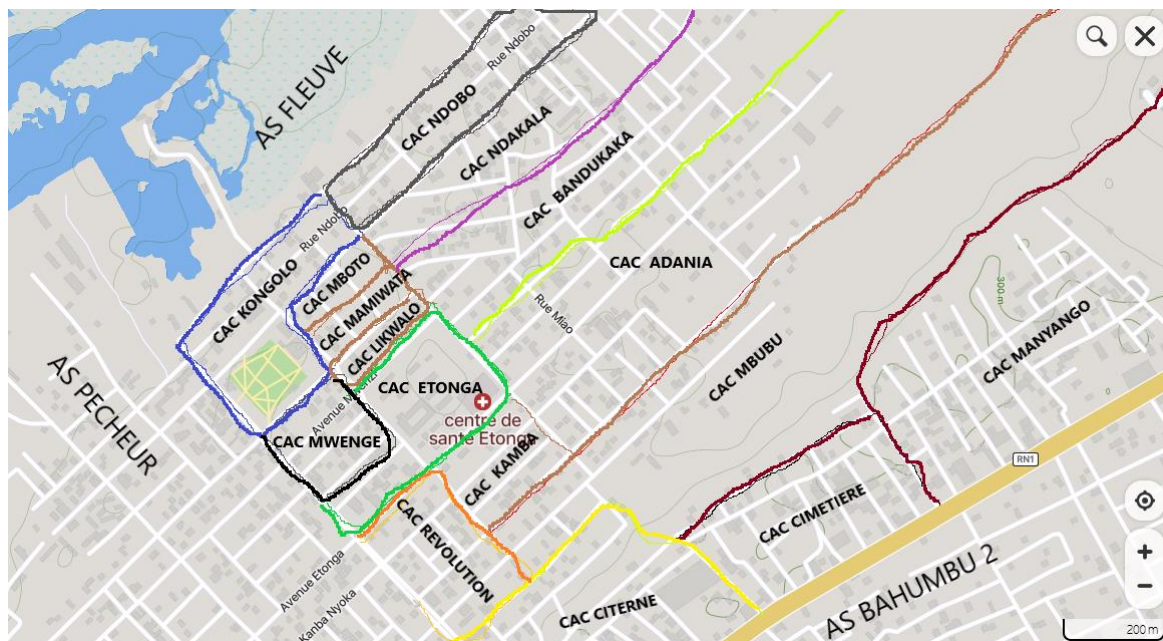 AS FLEUVE
Rue Ndobo
CAC NDOBO
CAC NDAKALA
CAC BANDUKAKA
Rue Ndobo
CAC KONGOLO
CAC MBOTO
CAC MAMIWATA
CAC LIKWALO
CAC ADANIA
Rue Miao
300 m
CAC MANYANGO
CAC MBUBU
AS PECHEUR
CAC ETONGA
Avenue
CAC MWENGE
centre de
santé Etonga
CAC KAMBA
RN1
CAC REVOLUTION
CAC CIMETIERE
Avenue Etonga
Kanba Nyoka
CAC CITERNE
AS BAHUMBU 2
+
−
200 m